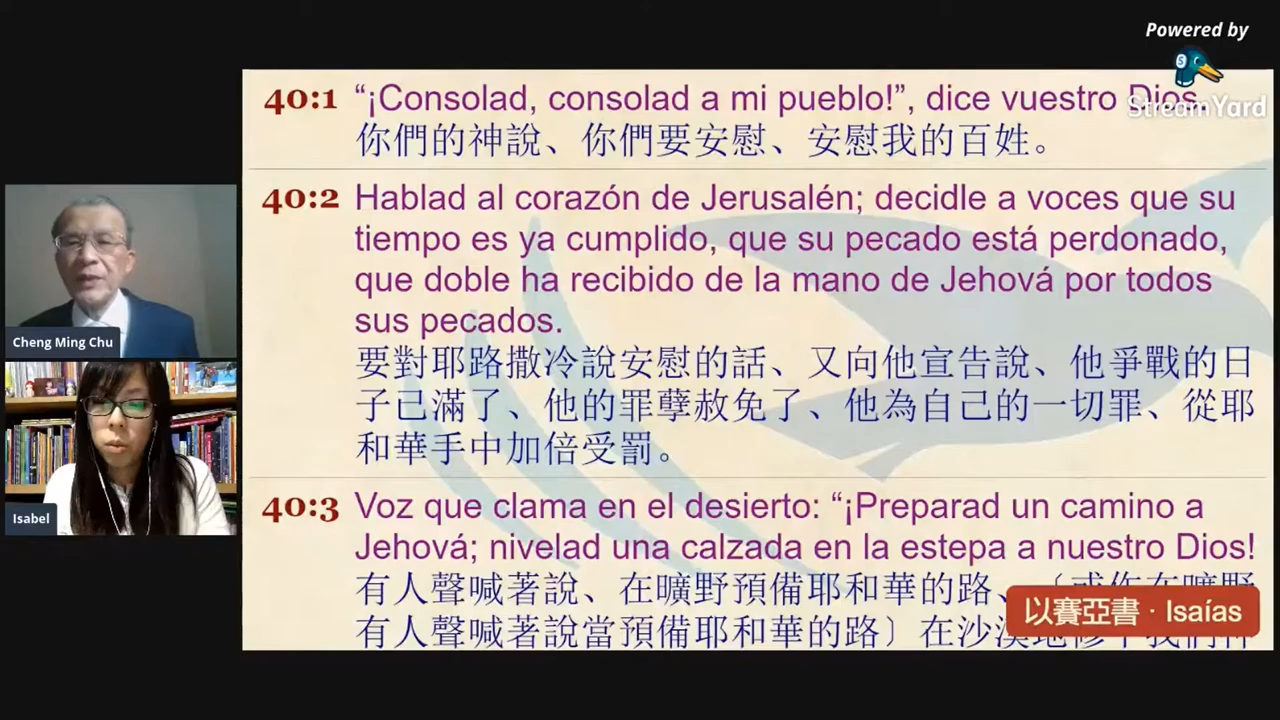 Powered by
StreamYard
40:1 “¡Consolad, consolad a mi pueblo!”, dice vuestro Dios.
你們的神說、你們要安慰、安慰我的百姓。
40:2 Hablad al corazón de Jerusalén; decidle a voces que su
tiempo es ya cumplido, que su pecado está perdonado,
que doble ha recibido de la mano de Jehová por todos
sus pecados.
要對耶路撒冷說安慰的話、又向他宣告說、他爭戰的日
子已滿了、他的罪孽赦免了、他為自己的一切罪、從耶
和華手中加倍受罰。
40:3 Voz que clama en el desierto: “¡Preparad un camino a
Jehová; nivelad una calzada en la estepa a nuestro Dios!
有人聲喊著說、在曠野預備耶和華的路、
有人聲喊著說當預備耶和華的路〕在沙
以賽亞書 · Isaías
Cheng Ming Chu
Isabel